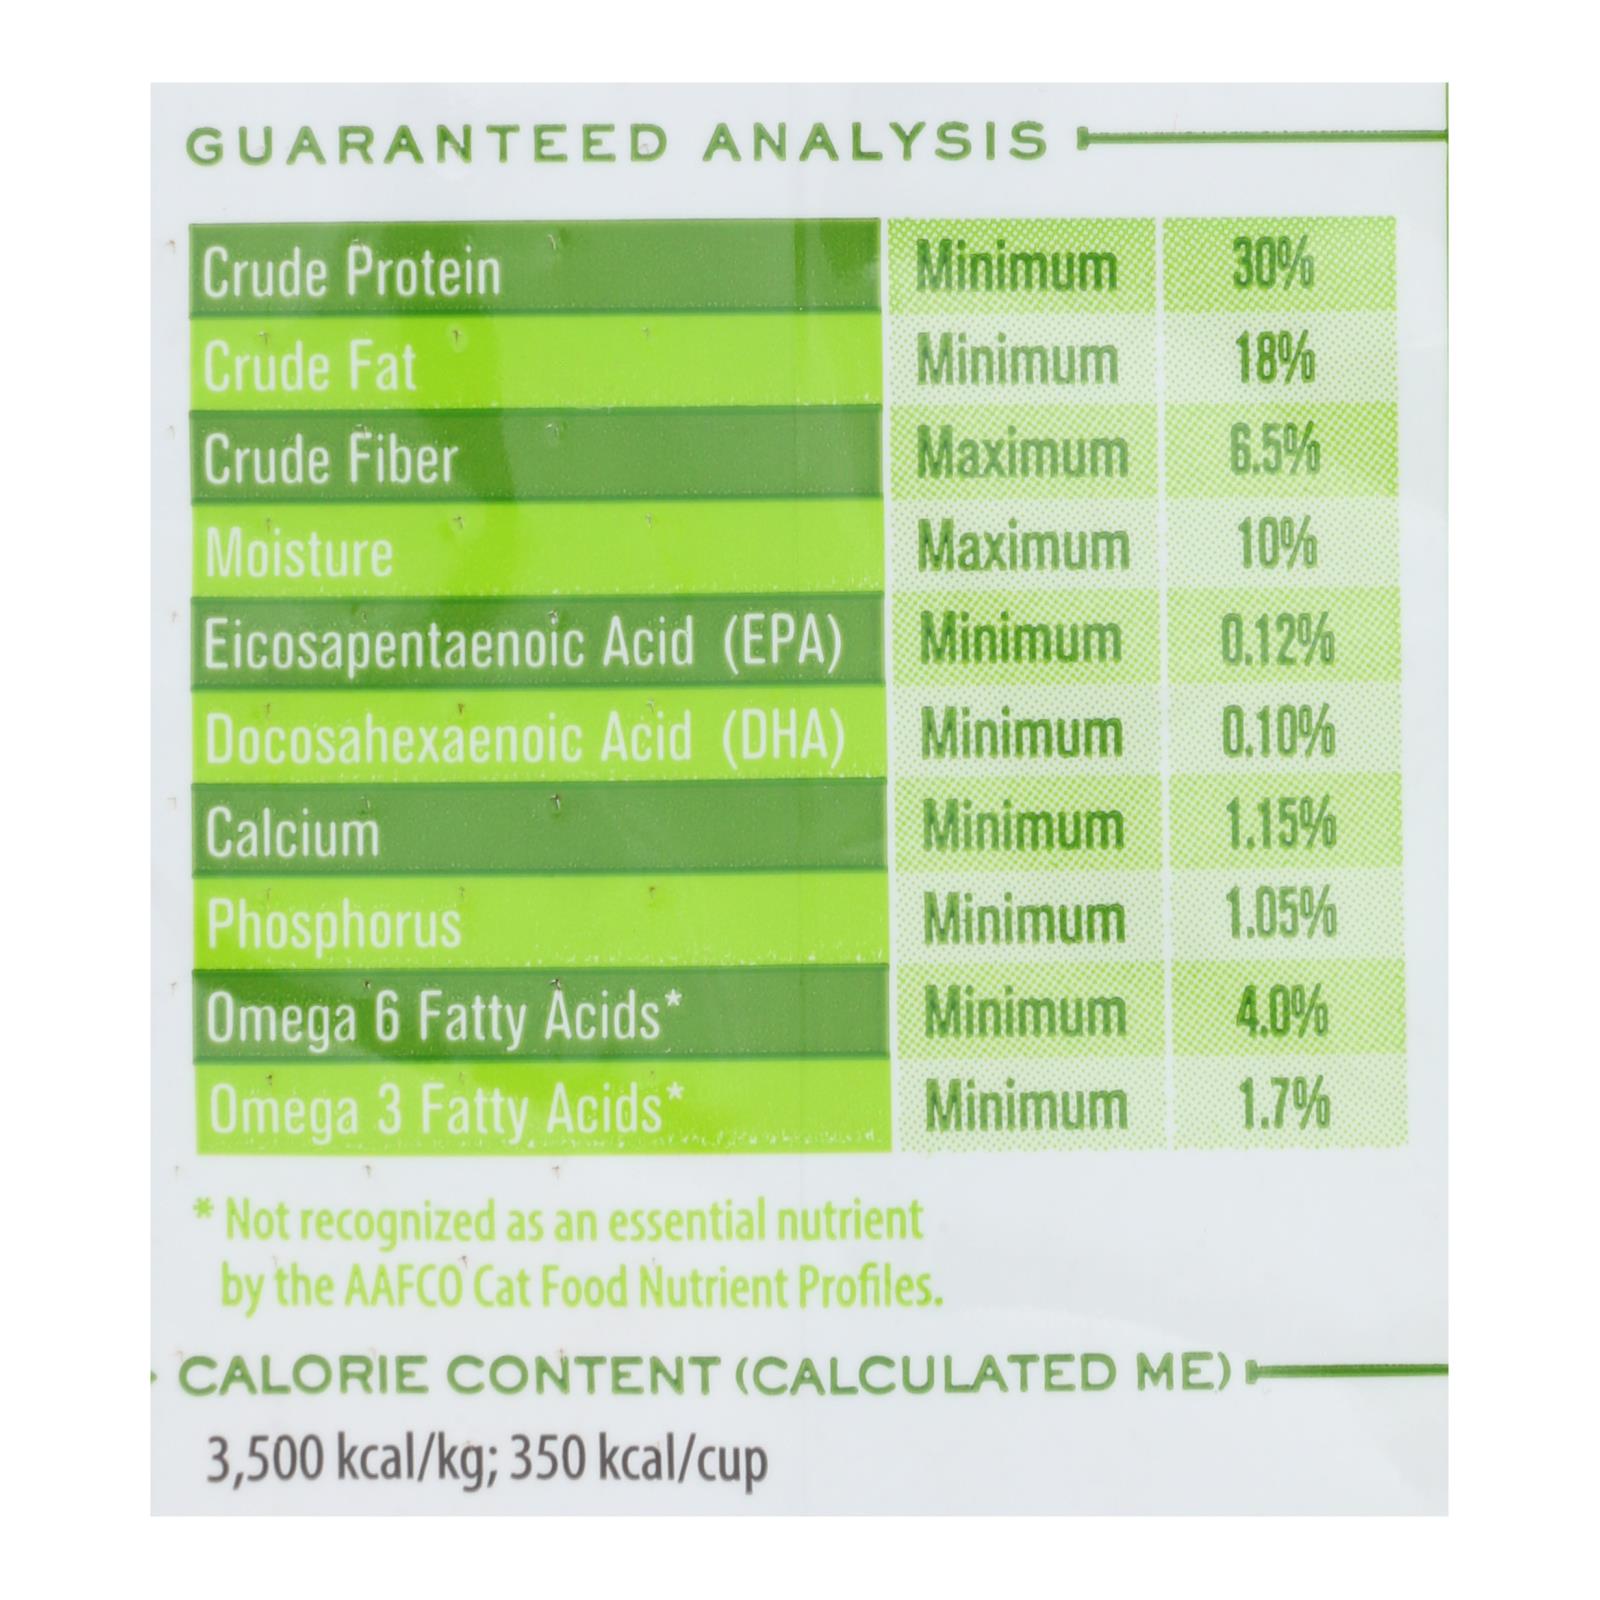 GUARANTEED ANALYSIS
Crude Protein Minimum 30%
Crude Fat Minimum 18%
Crude Fiber Maximum 6.5%
Moisture Maximum 10%
Eicosapentaenoic Acid (EPA) Minimum 0.12%
Docosahexaenoic Acid (DHA) Minimum 0.10%
Calcium Minimum 1.15%
Phosphorus Minimum 1.05%
Omega 6 Fatty Acids* Minimum 4.0%
Omega 3 Fatty Acids* Minimum 1.7%
* Not recognized as an essential nutrient
by the AAFCO Cat Food Nutrient Profiles.
CALORIE CONTENT (CALCULATED ME)
3,500 kcal/kg; 350 kcal/cup